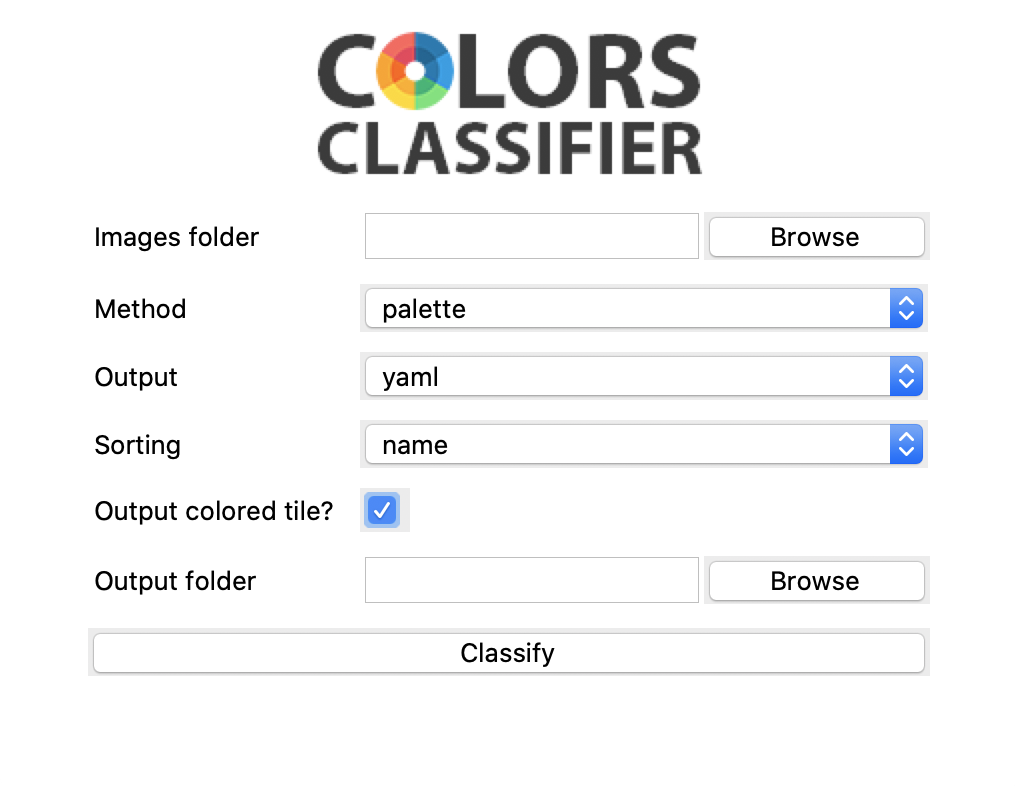 COLORS
CLASSIFIER
Images folder Browse
Method palette
Output yaml
Sorting name
Output colored tile?
Output folder Browse
Classify